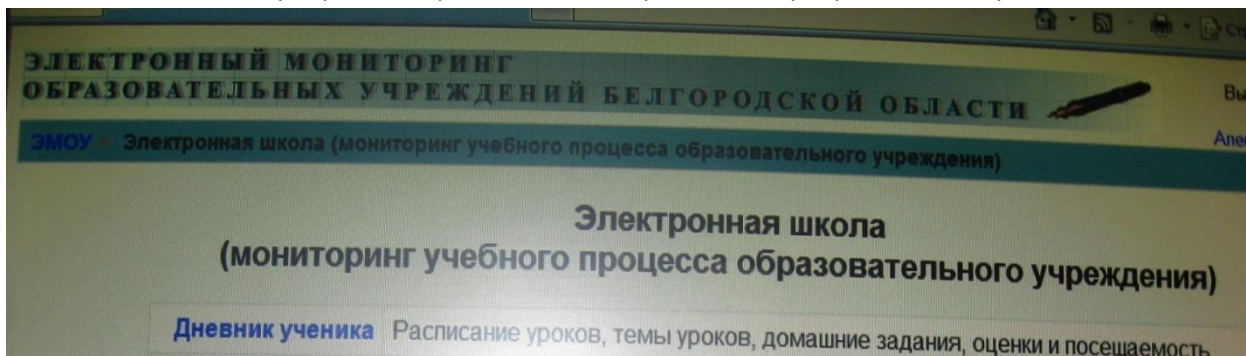 ЭЛЕКТРОННЫЙ МОНИТОРИНГ
ОБРАЗОВАТЕЛЬНЫХ УЧРЕЖДЕНИЙ БЕЛГОРОДСКОЙ ОБЛАСТИ
ЭМОУ Электронная школа (мониторинг учебного процесса образовательного учреждения)
Электронная школа
(мониторинг учебного процесса образовательного учреждения)
Дневник ученика Расписание уроков, темы уроков, домашние задания, оценки и посещаемость